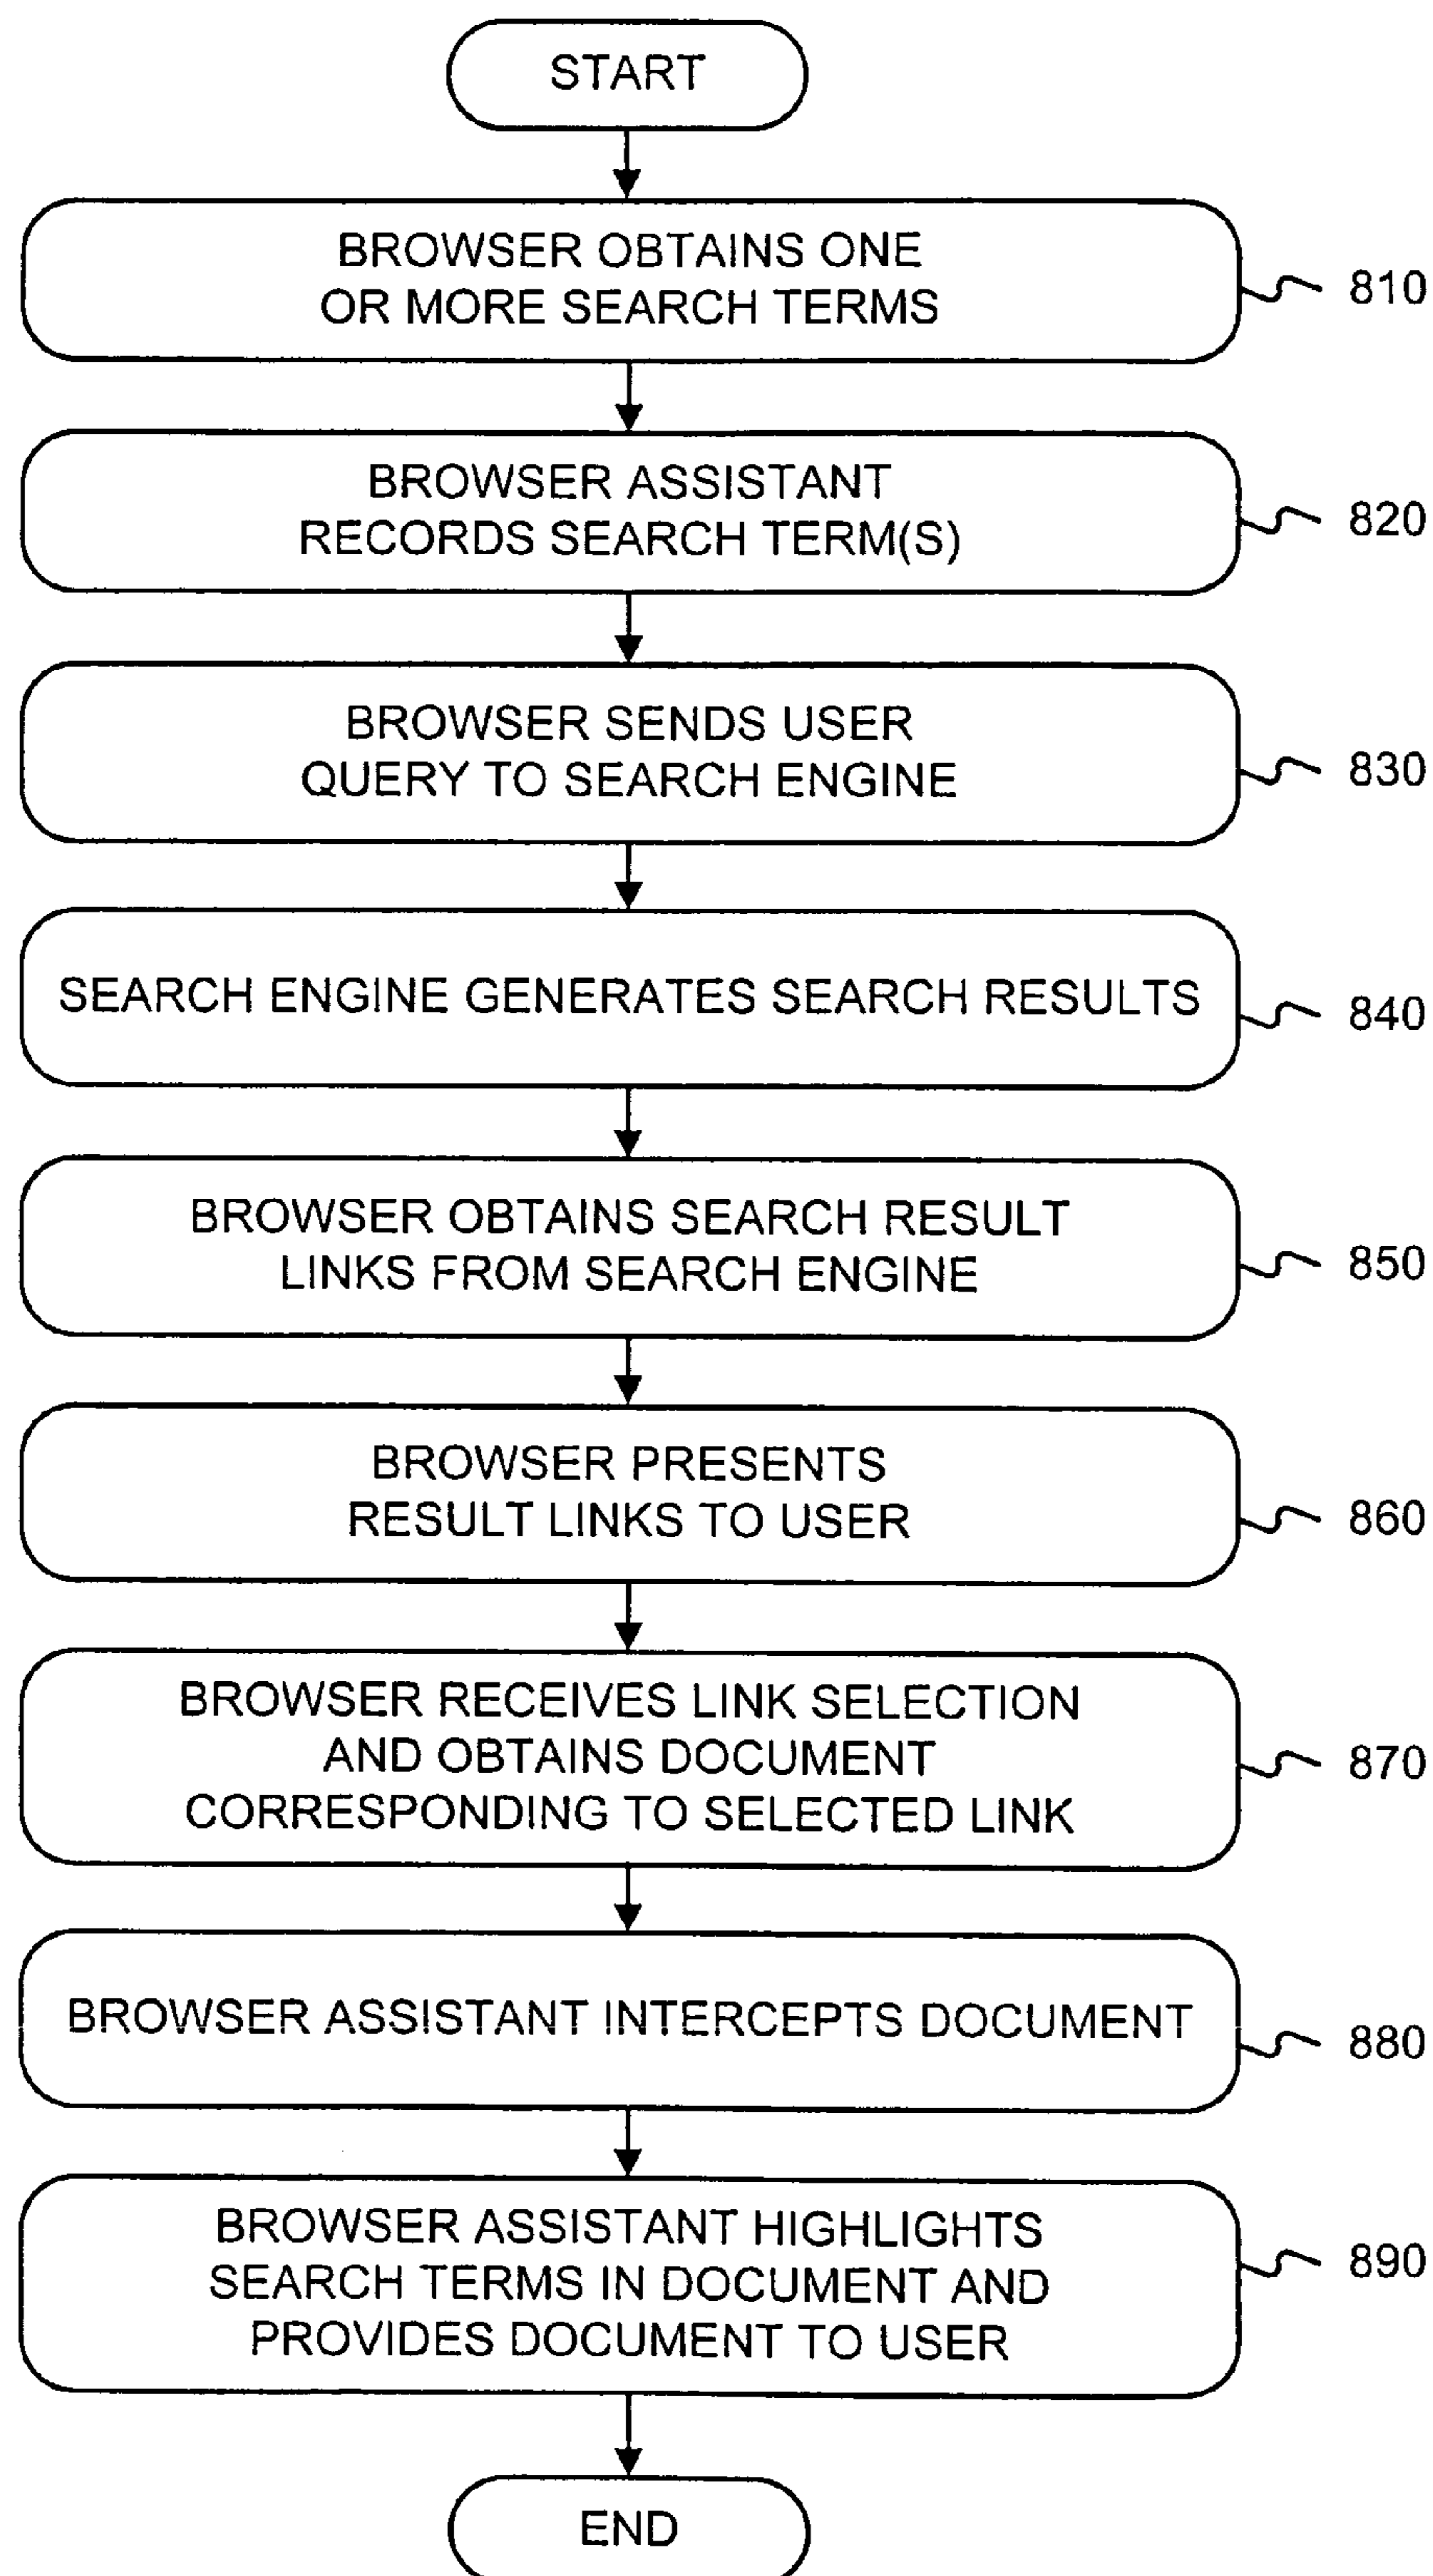 START
BROWSER OBTAINS ONE
OR MORE SEARCH TERMS
810
BROWSER ASSISTANT
RECORDS SEARCH TERM(S)
820
BROWSER SENDS USER
QUERY TO SEARCH ENGINE
830
SEARCH ENGINE GENERATES SEARCH RESULTS
840
BROWSER OBTAINS SEARCH RESULT
LINKS FROM SEARCH ENGINE
850
BROWSER PRESENTS
RESULT LINKS TO USER
860
BROWSER RECEIVES LINK SELECTION
AND OBTAINS DOCUMENT
CORRESPONDING TO SELECTED LINK
870
BROWSER ASSISTANT INTERCEPTS DOCUMENT
880
BROWSER ASSISTANT HIGHLIGHTS
SEARCH TERMS IN DOCUMENT AND
PROVIDES DOCUMENT TO USER
890
END